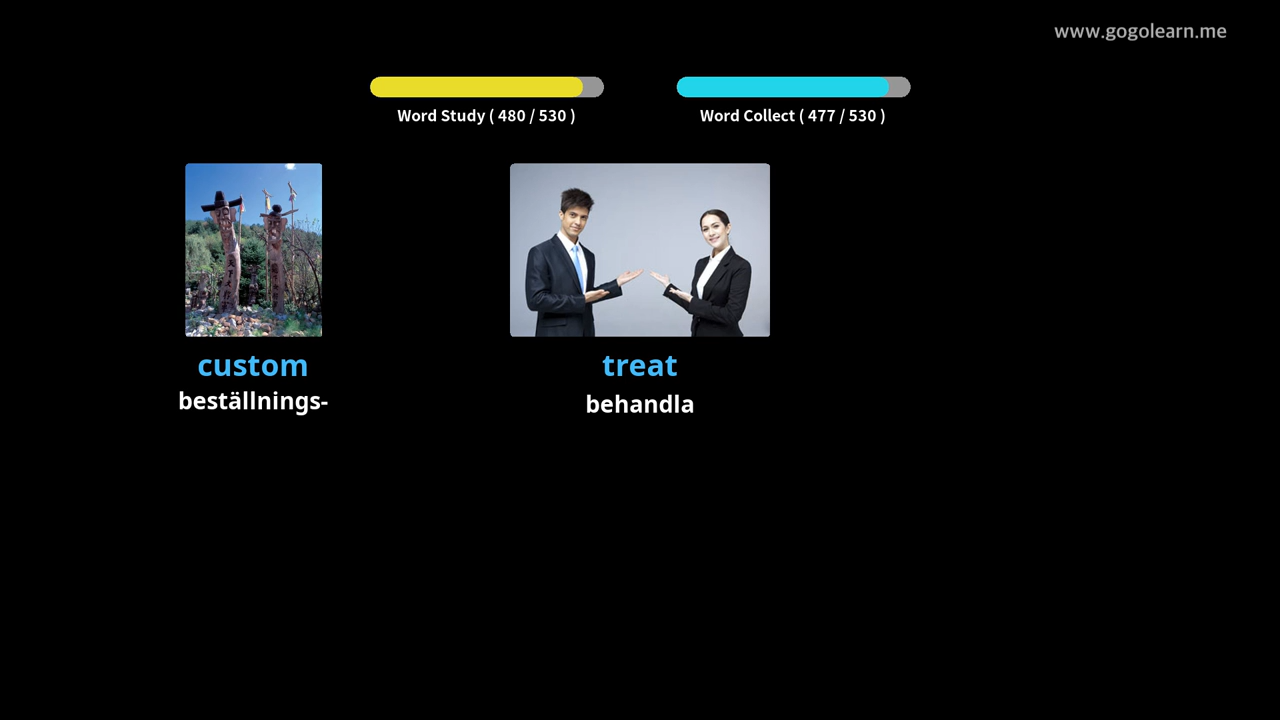 www.gogolearn.me
Word Study ( 480 / 530 )
Word Collect ( 477 / 530 )
custom
beställnings-
treat
behandla